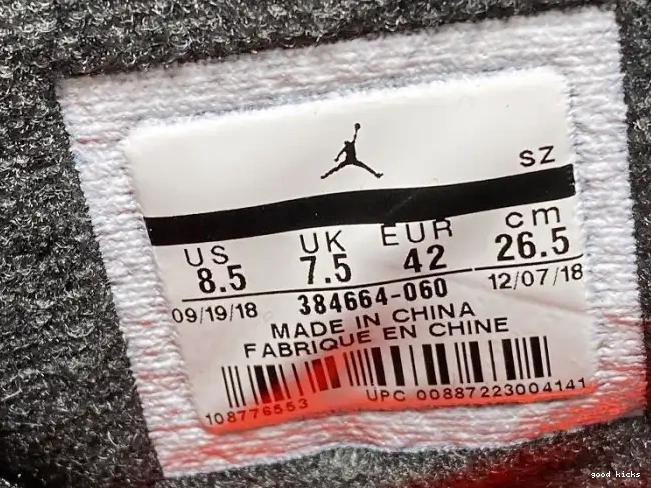 SZ
US UK EUR cm
8.5 7.5 42 26.5
09/19/18 384664-060 12/07/18
MADE IN CHINA
FABRIQUE EN CHINE
108776553 UPC 00887223004141
good kicks